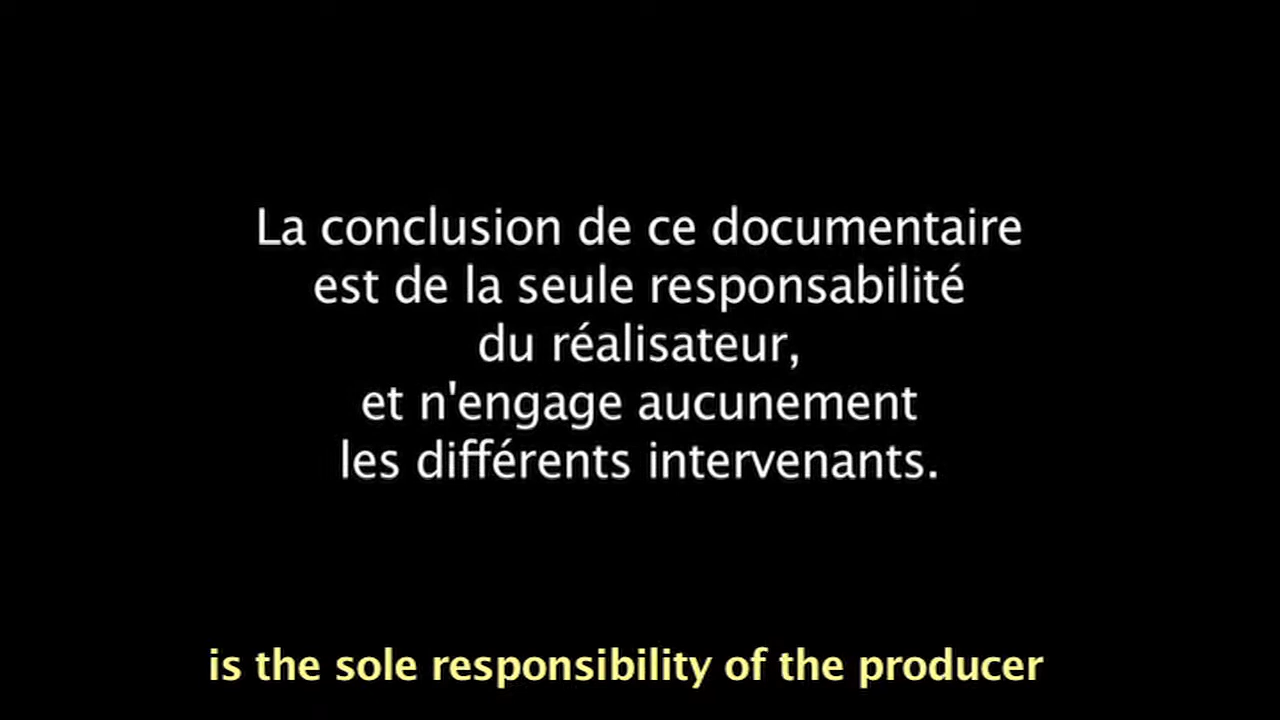 La conclusion de ce documentaire
est de la seule responsabilité
du réalisateur,
et n'engage aucunement
les différents intervenants.
is the sole responsibility of the producer